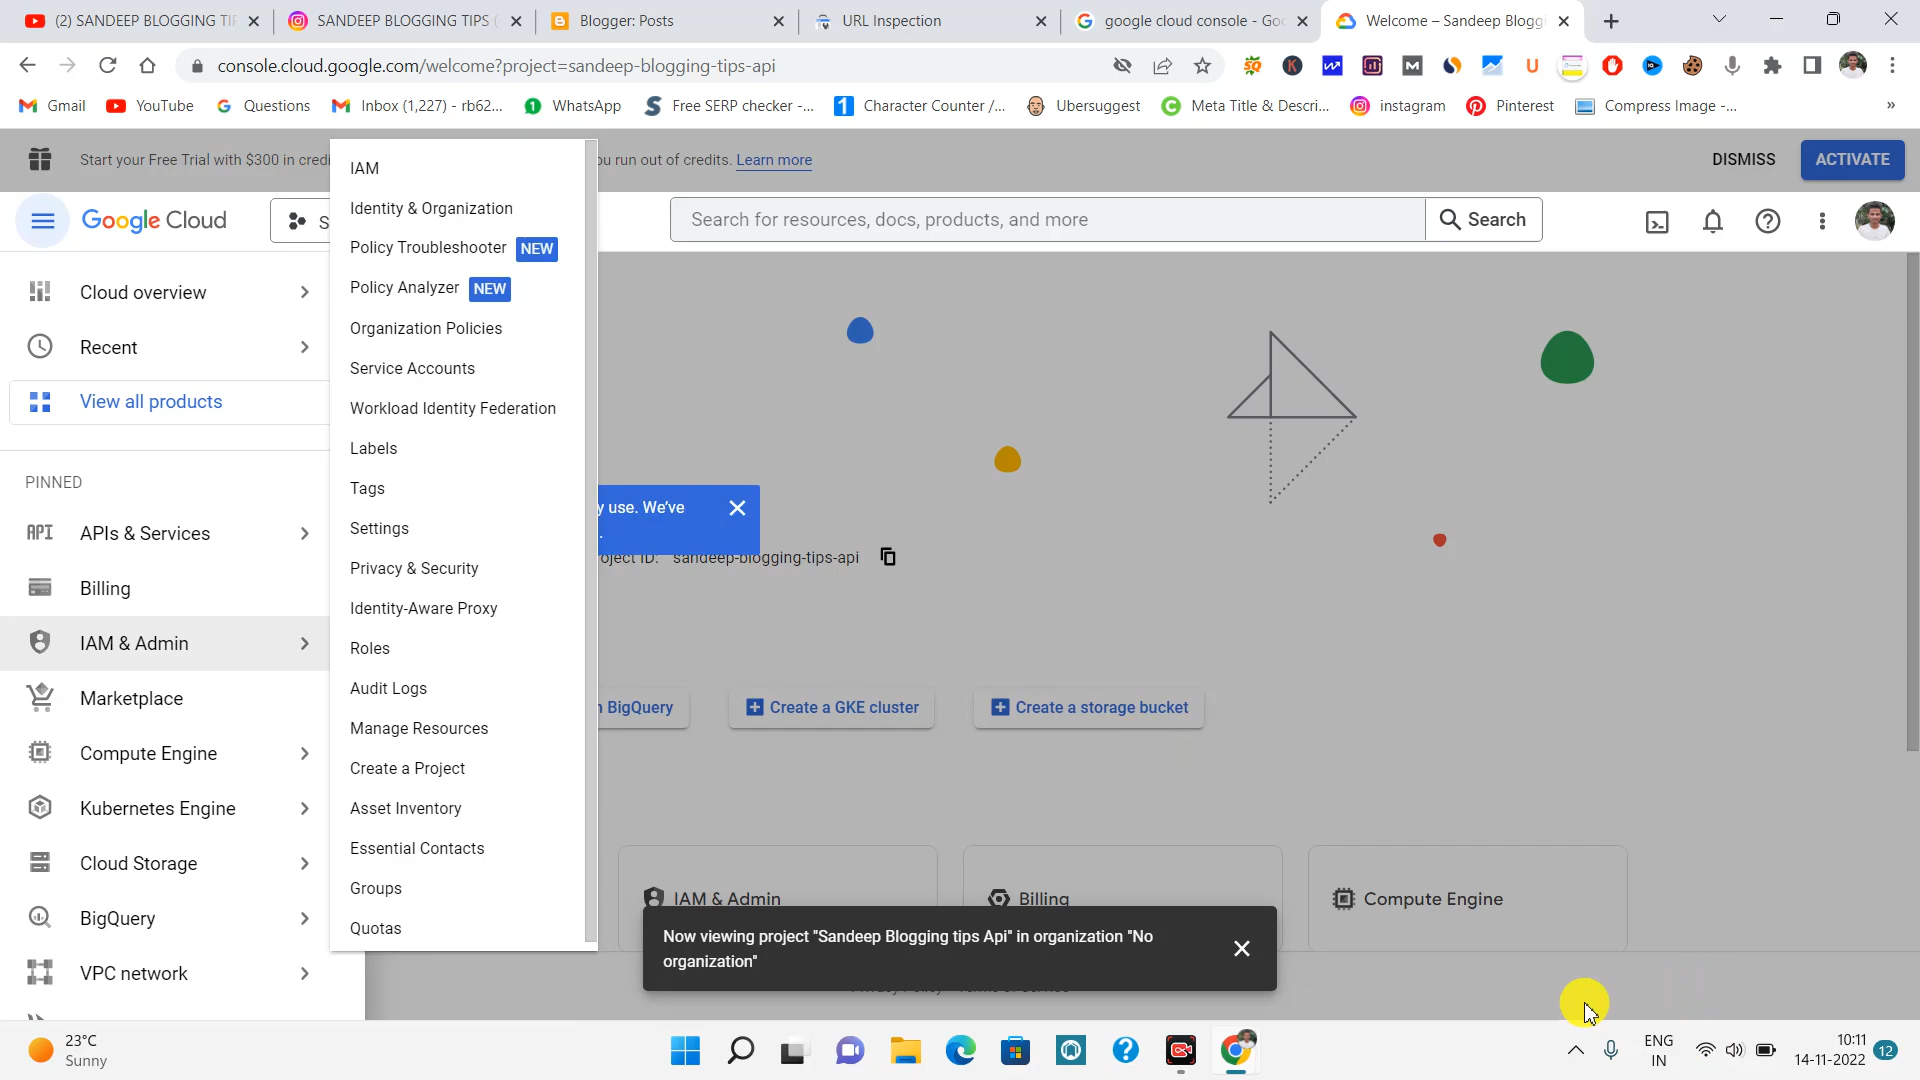 (2) SANDEEP BLOGGING TIP
SANDEEP BLOGGING TIPS (
Blogger: Posts
URL Inspection
google cloud console - Goo
Welcome – Sandeep Bloggi
console.cloud.google.com/welcome?project=sandeep-blogging-tips-api
Gmail
YouTube
Questions
Inbox (1,227) - rb62...
WhatsApp
Free SERP checker -...
Character Counter /...
Ubersuggest
Meta Title & Descri...
instagram
Pinterest
Compress Image -...
»
Start your Free Trial with $300 in credi
ou run out of credits. Learn more
DISMISS
ACTIVATE
Google Cloud
S
Search for resources, docs, products, and more
Search
Cloud overview
Recent
View all products
PINNED
APIs & Services
Billing
IAM & Admin
Marketplace
Compute Engine
Kubernetes Engine
Cloud Storage
BigQuery
VPC network
IAM
Identity & Organization
Policy Troubleshooter NEW
Policy Analyzer NEW
Organization Policies
Service Accounts
Workload Identity Federation
Labels
Tags
Settings
Privacy & Security
Identity-Aware Proxy
Roles
Audit Logs
Manage Resources
Create a Project
Asset Inventory
Essential Contacts
Groups
Quotas
y use. We've
.
oject ID: sandeep-blogging-tips-api
BigQuery
Create a GKE cluster
Create a storage bucket
IAM & Admin
Billing
Compute Engine
Now viewing project "Sandeep Blogging tips Api" in organization "No
organization"
23°C
Sunny
ENG
IN
10:11
14-11-2022
12